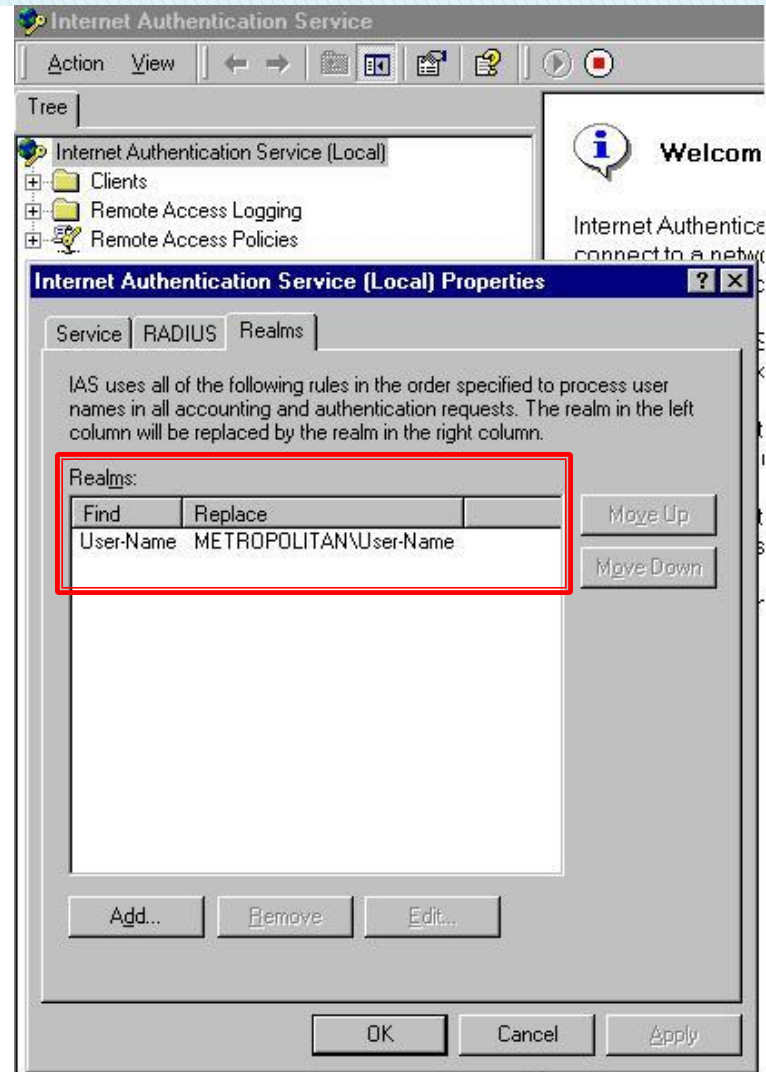 Internet Authentication Service
Action View
Tree
Internet Authentication Service (Local)
Clients
Remote Access Logging
Remote Access Policies
Welcom
Internet Authentica
connect to a netw
Internet Authentication Service (Local) Properties
Service RADIUS Realms
IAS uses all of the following rules in the order specified to process user
names in all accounting and authentication requests. The realm in the left
column will be replaced by the realm in the right column.
Realms:
Find Replace
User-Name METROPOLITAN\User-Name
Move Up
Move Down
Add... Remove Edit...
OK Cancel Apply